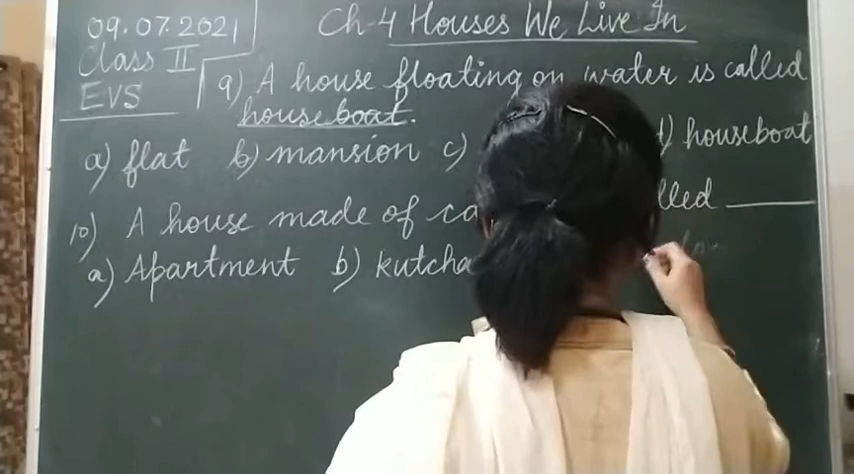 09.07.2021
Class II
EVS
Ch 4 Houses We Live In
9) A house floating on water is called
houseboat.
a) flat b) mansion c) d) houseboat
10) A house made of lled ____
a) Apartment b) kutcha